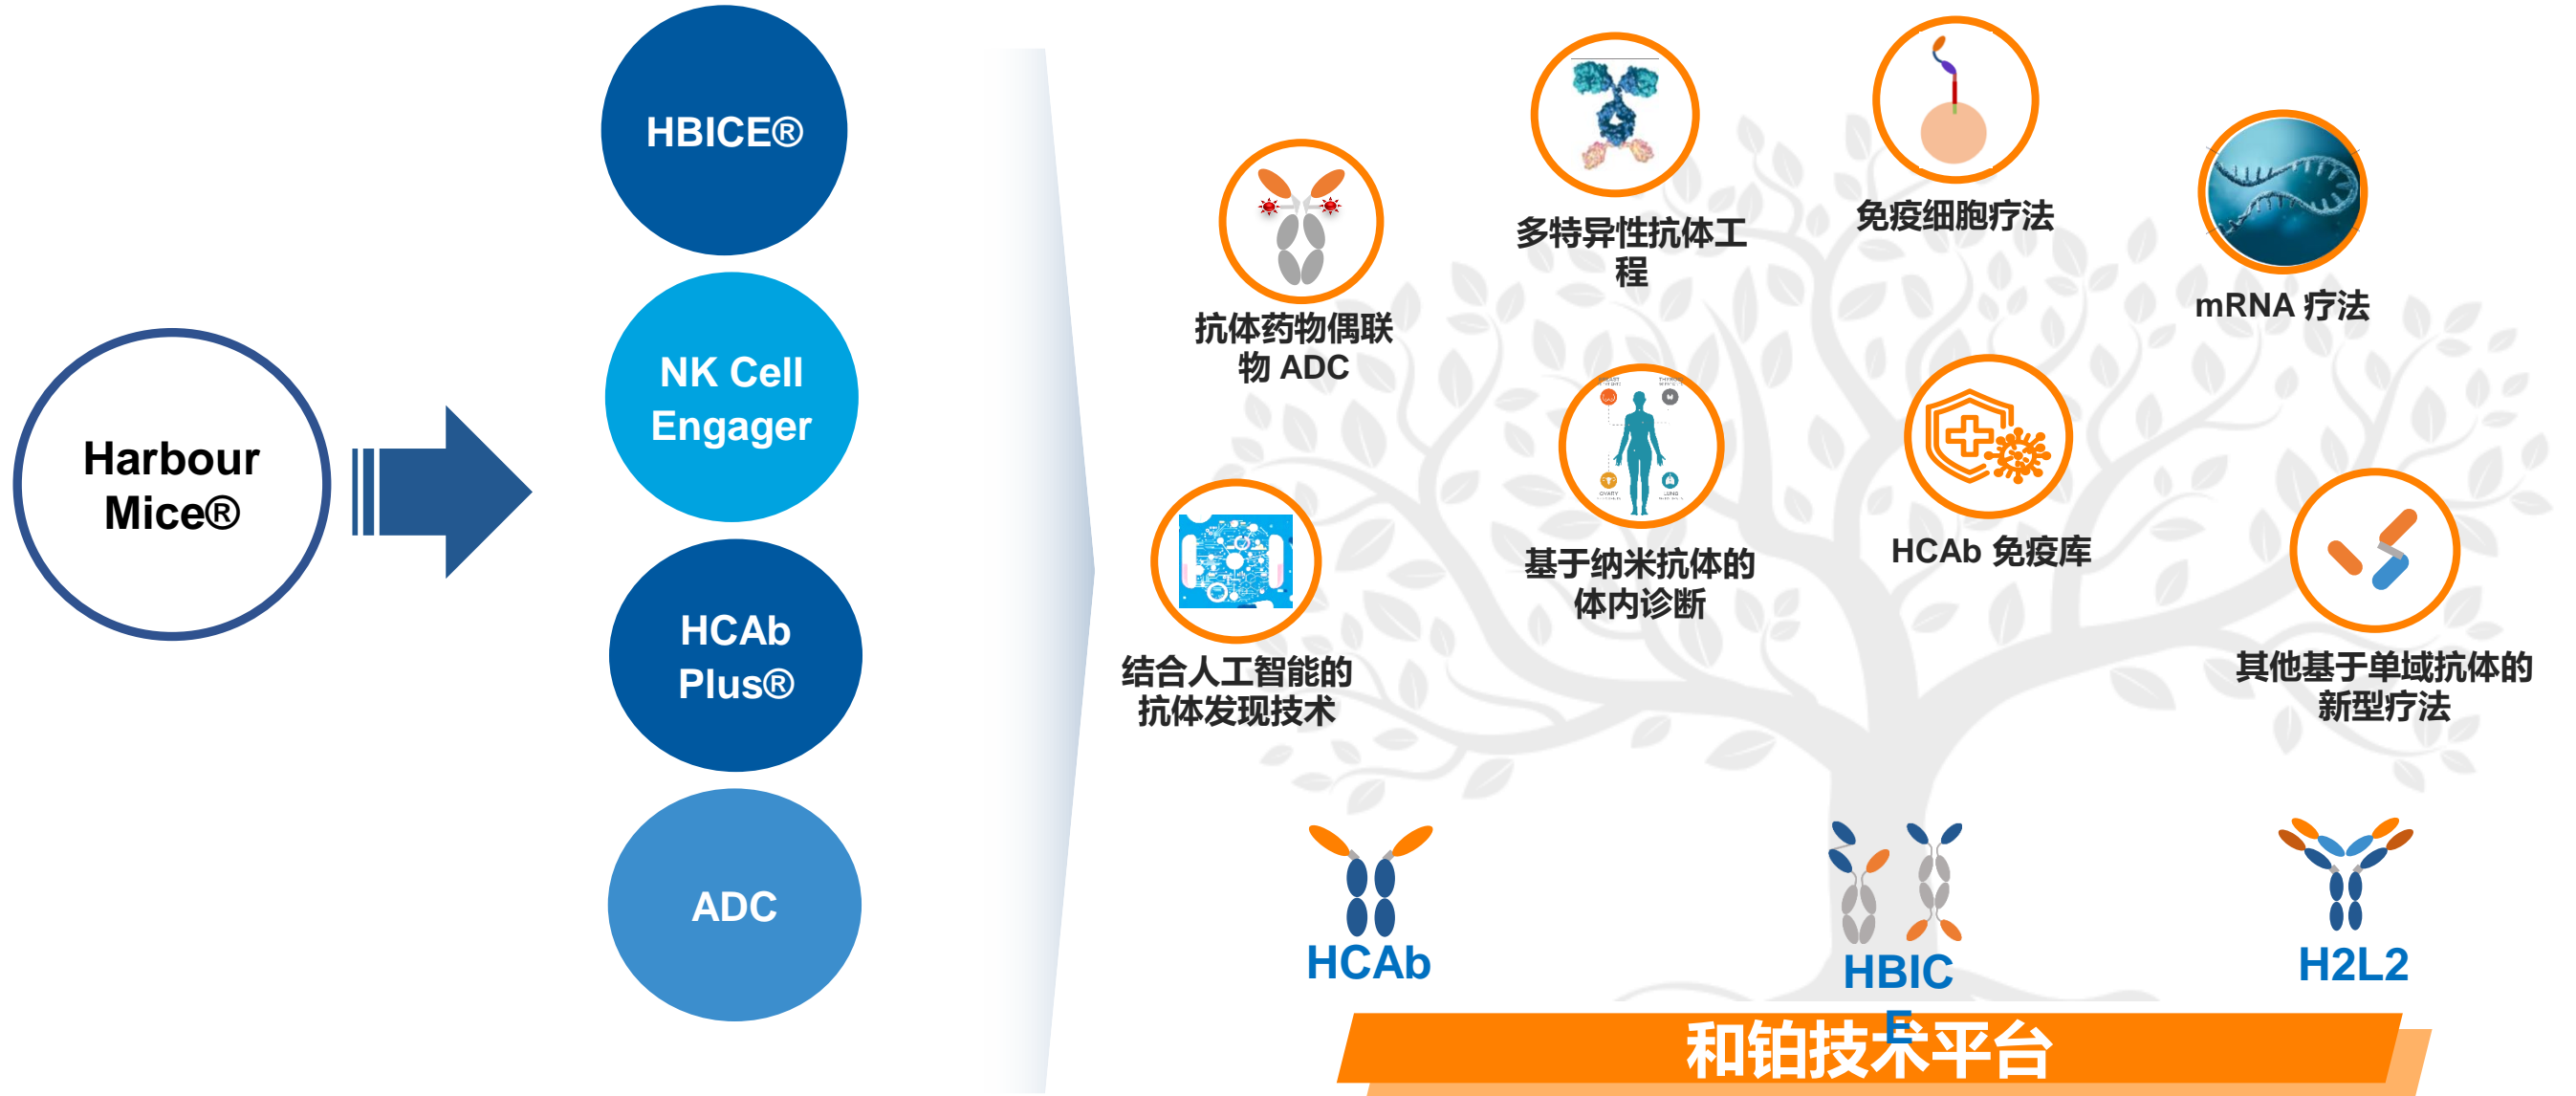 Harbour
Mice®
HBICE®
NK Cell
Engager
HCAb
Plus®
ADC
抗体药物偶联
物 ADC
多特异性抗体工
程
免疫细胞疗法
mRNA 疗法
结合人工智能的
抗体发现技术
基于纳米抗体的
体内诊断
OVARY
LUNG
HCAb 免疫库
其他基于单域抗体的
新型疗法
HCAb
HBIC
E
H2L2
和铂技术平台